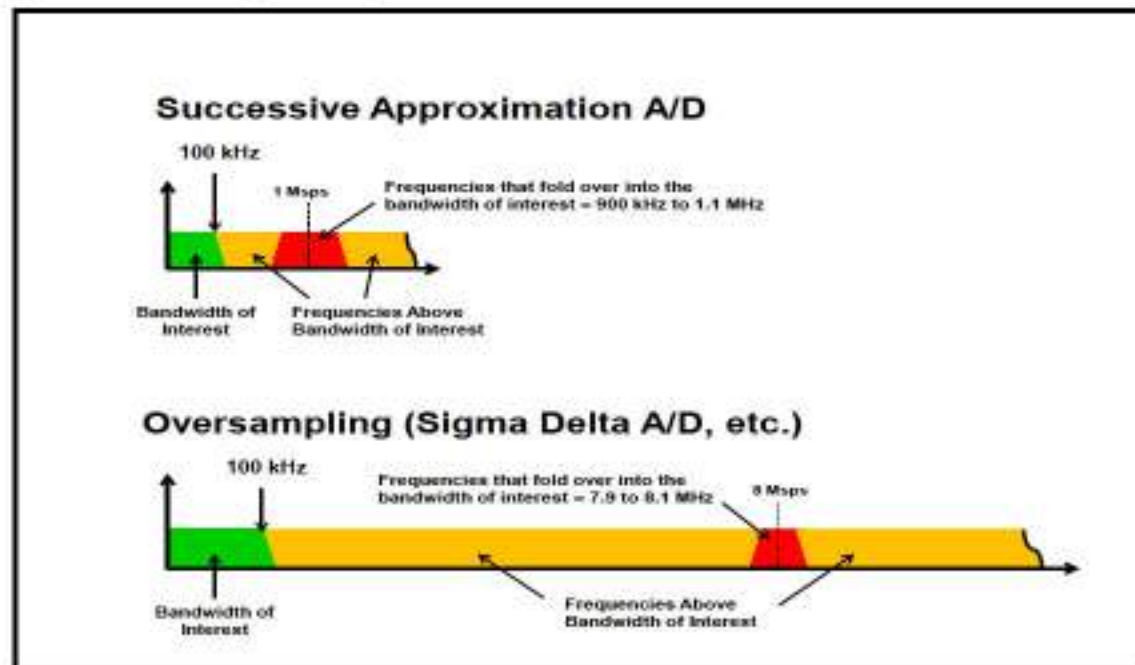 Successive Approximation A/D
100 kHz
1 Msps
Frequencies that fold over into the
bandwidth of interest = 900 kHz to 1.1 MHz
Bandwidth of
Interest
Frequencies Above
Bandwidth of Interest
Oversampling (Sigma Delta A/D, etc.)
100 kHz
Frequencies that fold over into the
bandwidth of interest = 7.9 to 8.1 MHz
8 Msps
Bandwidth of
Interest
Frequencies Above
Bandwidth of Interest